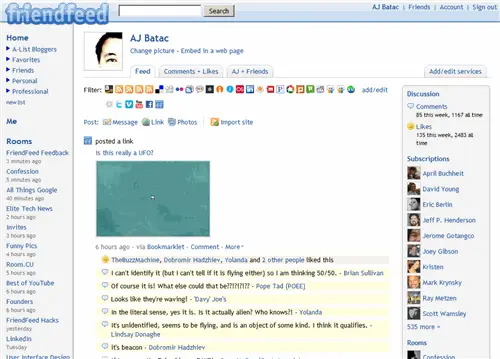 friendfeed
Search
AJ Batac | Friends | Account | Sign out
Home
A-List Bloggers
Favorites
Friends
Personal
Professional
new list
Me
Rooms
FriendFeed Feedback
3 minutes ago
Confession
5 minutes ago
All Things Google
40 minutes ago
Elite Tech News
2 hours ago
Invites
3 hours ago
Funny Pics
4 hours ago
Room.CU
5 hours ago
Best of YouTube
6 hours ago
Founders
6 hours ago
FriendFeed Hacks
yesterday
LinkedIn
Tuesday
User Interface Design
AJ Batac
Change picture - Embed in a web page
Feed
Comments + Likes
AJ + Friends
Add/edit services
Filter:
add/edit
Post: Message Link Photos Import site
posted a link
Is this really a UFO?
6 hours ago - via Bookmarklet - Comment - More
TheBuzzMachine, Dobromir Hadzhiev, Yolanda and 2 other people liked this
I can't identify it (but I can't tell if it is flying either) so I am thinking 50/50. - Brian Sullivan
Of course it is! What else could that be??!?!?!?? - Pope Tad (POEE)
Looks like they're waving! - 'Davy' Joe's
In the literal sense, yes it is. Is it actually alien? Who knows?! - Yolanda
It's unidentified, seems to be flying, and is an object of some kind. I think it qualifies. -
Lindsay Donaghe
it's beacon - Dobromir Hadzhiev
Discussion
Comments
85 this week, 1167 all time
Likes
135 this week, 2483 all
time
Subscriptions
April Buchheit
David Young
Eric Berlin
Jeff P. Henderson
Jerome Gotangco
Joey Gibson
Kristen
Mark Krynsky
Ray Metzen
Scott Wamsley
535 more »
Rooms
Confession